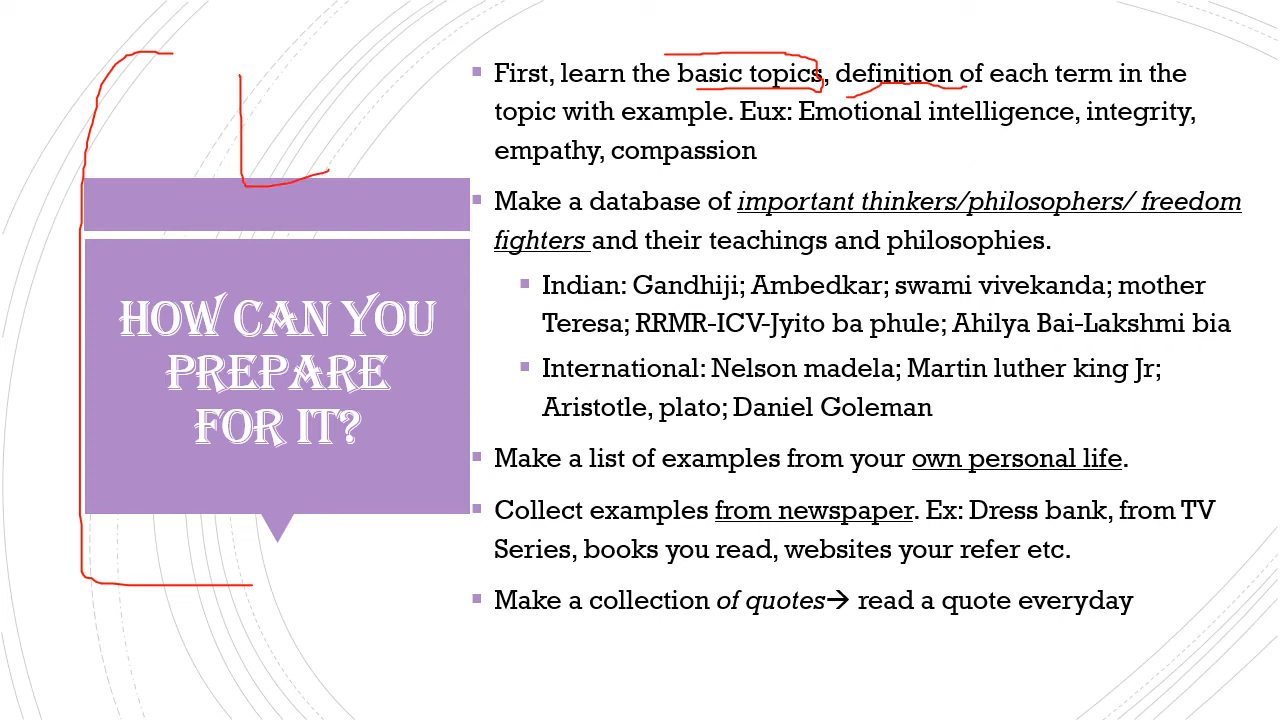 HOW CAN YOU
PREPARE
FOR IT?
First, learn the basic topics, definition of each term in the
topic with example. Eux: Emotional intelligence, integrity,
empathy, compassion
Make a database of important thinkers/philosophers/ freedom
fighters and their teachings and philosophies.
Indian: Gandhiji; Ambedkar; swami vivekanda; mother
Teresa; RRMR-ICV-Jyito ba phule; Ahilya Bai-Lakshmi bia
International: Nelson madela; Martin luther king Jr;
Aristotle, plato; Daniel Goleman
Make a list of examples from your own personal life.
Collect examples from newspaper. Ex: Dress bank, from TV
Series, books you read, websites your refer etc.
Make a collection of quotes→ read a quote everyday